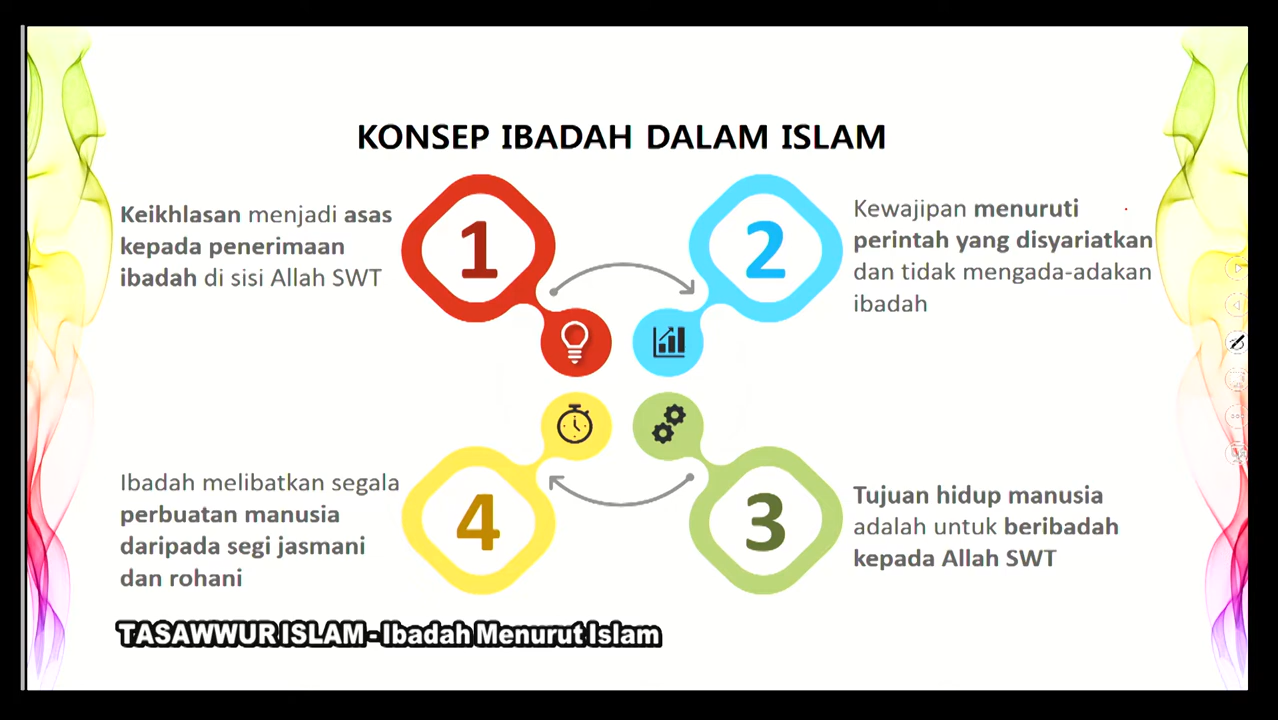 KONSEP IBADAH DALAM ISLAM
1
Keikhlasan menjadi asas
kepada penerimaan
ibadah di sisi Allah SWT
2
Kewajipan menuruti
perintah yang disyariatkan
dan tidak mengada-adakan
ibadah
3
Tujuan hidup manusia
adalah untuk beribadah
kepada Allah SWT
4
Ibadah melibatkan segala
perbuatan manusia
daripada segi jasmani
dan rohani
TASAWWUR ISLAM - Ibadah Menurut Islam